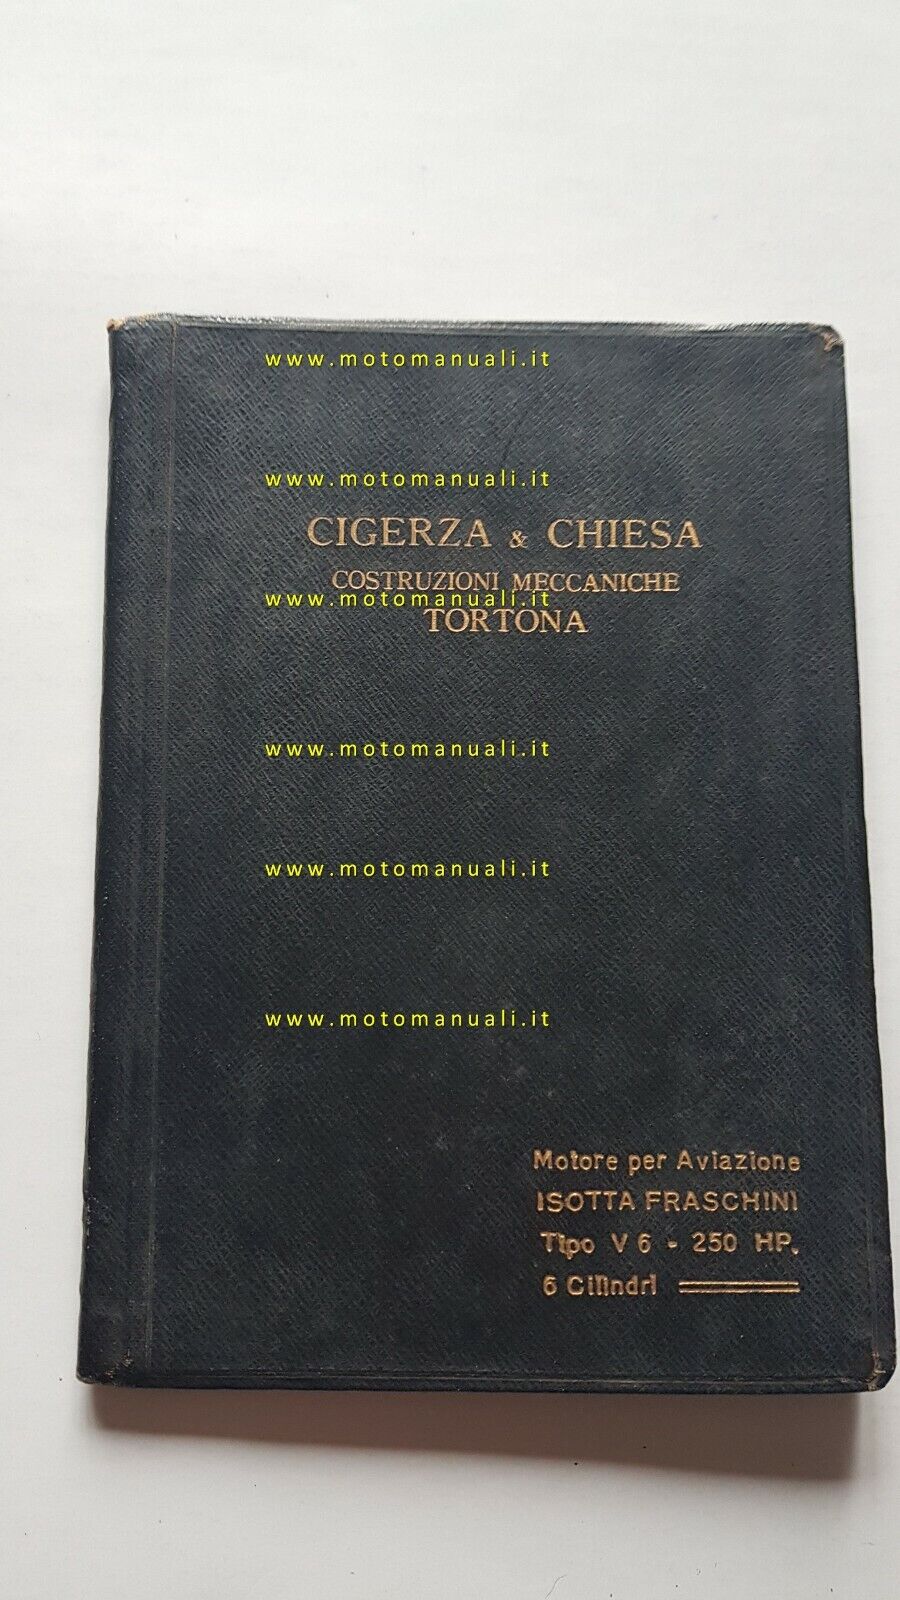 www.motomanuali.it
www.motomanuali.it
CIGERZA & CHIESA
COSTRUZIONI MECCANICHE
www.motomanuali.it
TORTONA
www.motomanuali.it
www.motomanuali.it
www.motomanuali.it
Motore per Aviazione
ISOTTA FRASCHINI
Tipo V 6 - 250 HP.
6 Cilindri